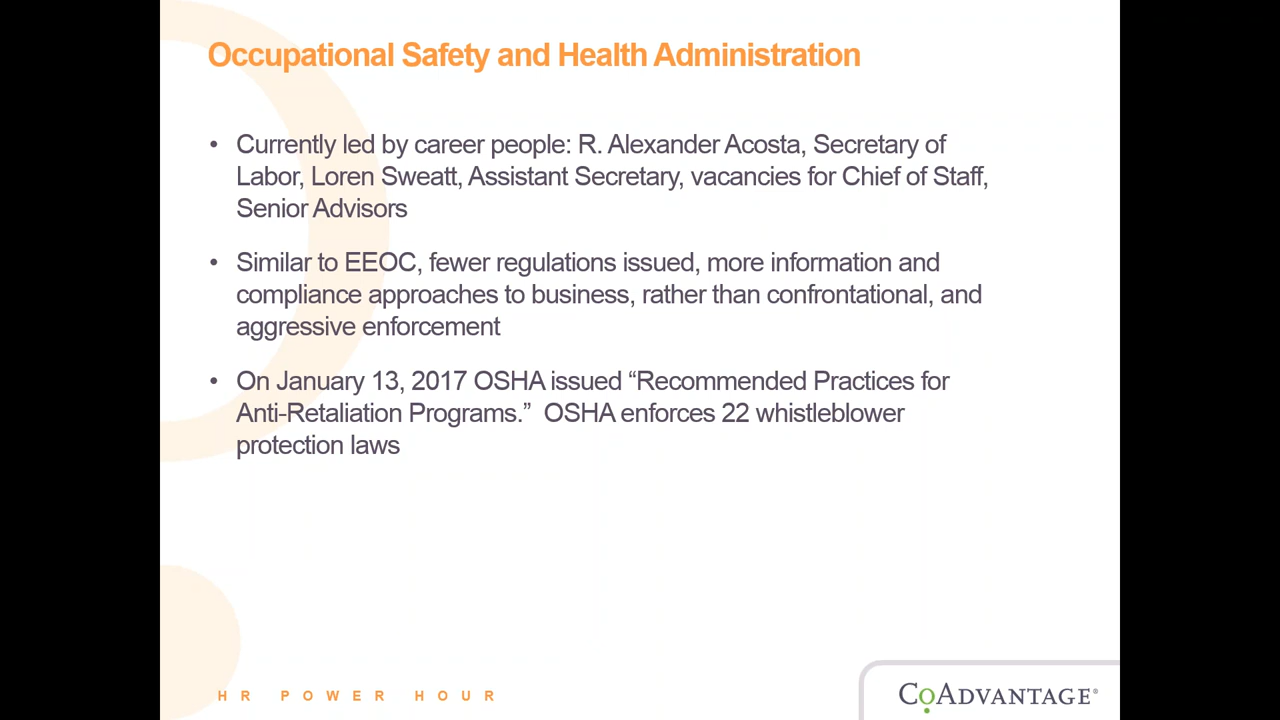 Occupational Safety and Health Administration
• Currently led by career people: R. Alexander Acosta, Secretary of
Labor, Loren Sweatt, Assistant Secretary, vacancies for Chief of Staff,
Senior Advisors
• Similar to EEOC, fewer regulations issued, more information and
compliance approaches to business, rather than confrontational, and
aggressive enforcement
• On January 13, 2017 OSHA issued “Recommended Practices for
Anti-Retaliation Programs.”  OSHA enforces 22 whistleblower
protection laws
HR POWER HOUR
COADVANTAGE®